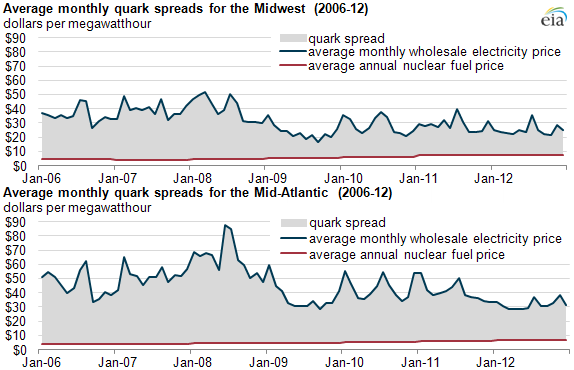 Average monthly quark spreads for the Midwest (2006-12)
dollars per megawatthour
eia
$90
$80
$70
$60
$50
$40
$30
$20
$10
$0
quark spread
average monthly wholesale electricity price
average annual nuclear fuel price
Jan-06 Jan-07 Jan-08 Jan-09 Jan-10 Jan-11 Jan-12
Average monthly quark spreads for the Mid-Atlantic (2006-12)
dollars per megawatthour
$90
$80
$70
$60
$50
$40
$30
$20
$10
$0
quark spread
average monthly wholesale electricity price
average annual nuclear fuel price
Jan-06 Jan-07 Jan-08 Jan-09 Jan-10 Jan-11 Jan-12